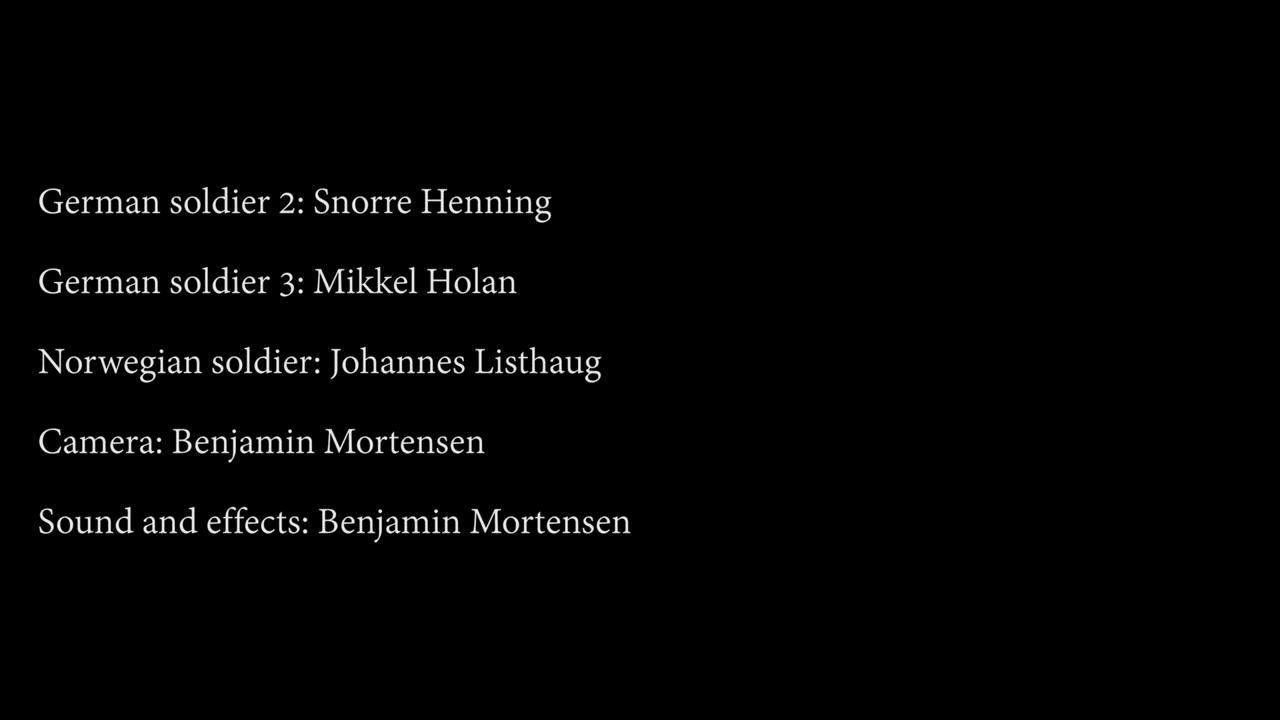 German soldier 2: Snorre Henning
German soldier 3: Mikkel Holan
Norwegian soldier: Johannes Listhaug
Camera: Benjamin Mortensen
Sound and effects: Benjamin Mortensen